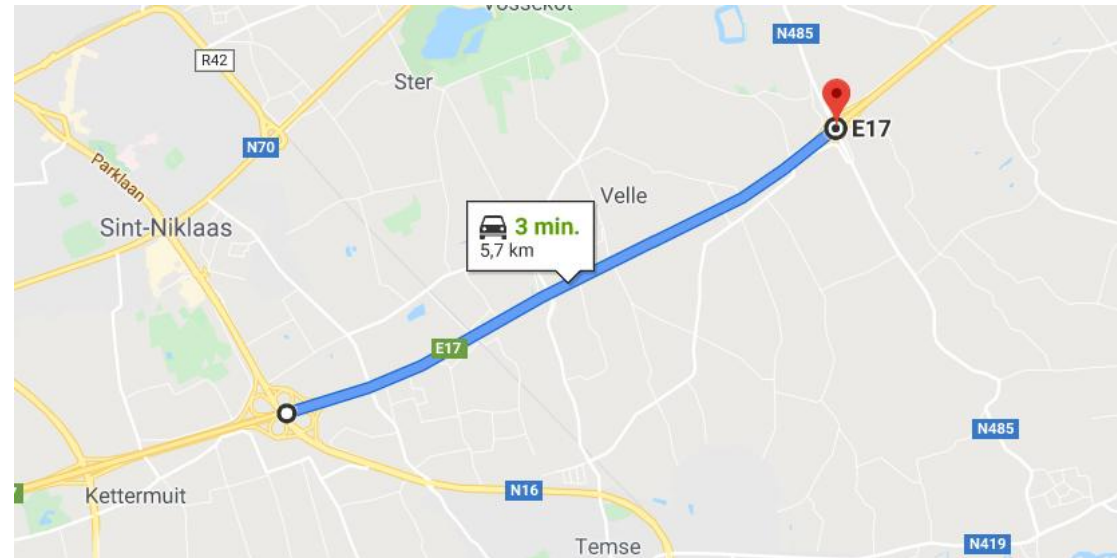 Vossekot
N485
R42
Ster
N70
E17
Parklaan
Velle
Sint-Niklaas
3 min.
5,7 km
E17
N485
N16
Kettermuit
Temse
N419